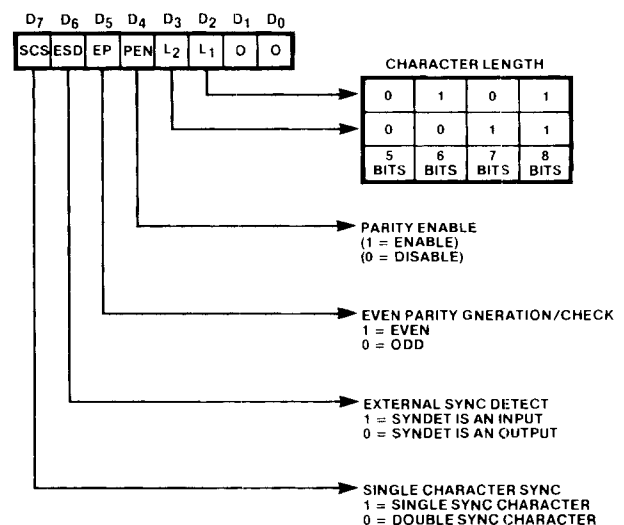 D7 D6 D5 D4 D3 D2 D1 D0
SCS ESD EP PEN L2 L1 0 0
CHARACTER LENGTH
0 1 0 1
0 0 1 1
5 6 7 8
BITS BITS BITS BITS
PARITY ENABLE
(1 = ENABLE)
(0 = DISABLE)
EVEN PARITY GNERATION/CHECK
1 = EVEN
0 = ODD
EXTERNAL SYNC DETECT
1 = SYNDET IS AN INPUT
0 = SYNDET IS AN OUTPUT
SINGLE CHARACTER SYNC
1 = SINGLE SYNC CHARACTER
0 = DOUBLE SYNC CHARACTER